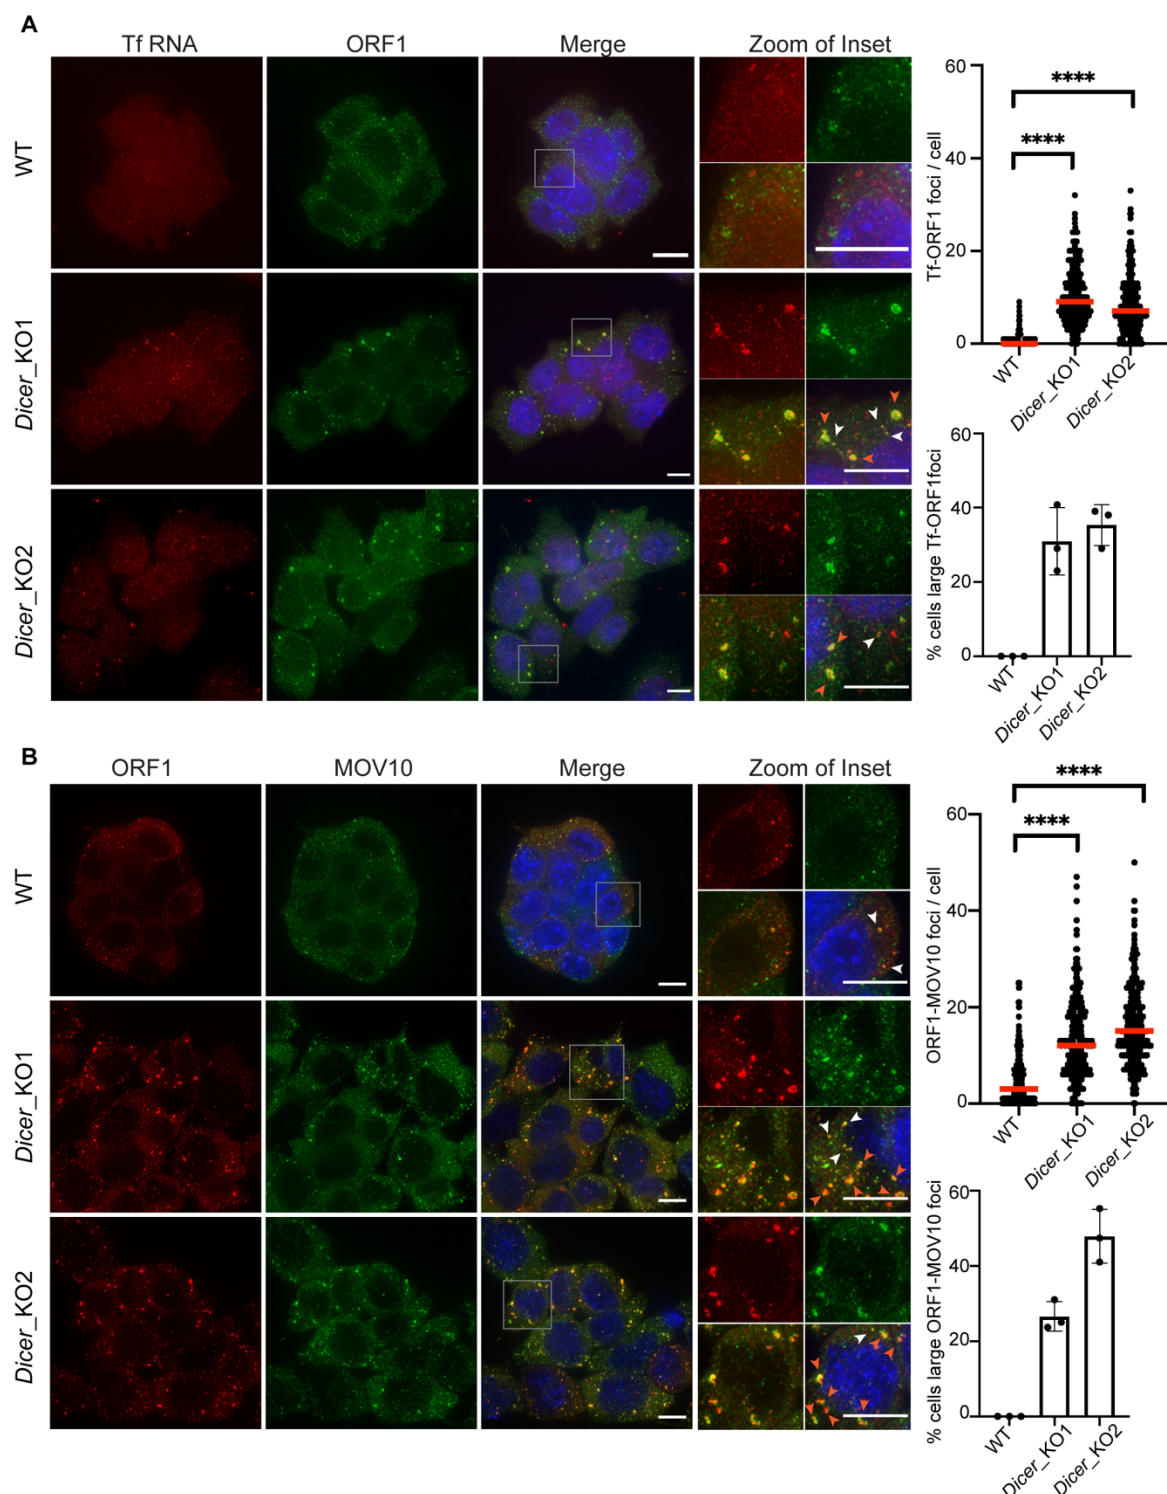 A
Tf RNA
ORF1
Merge
Zoom of Inset
WT
Dicer_KO1
Dicer_KO2
Tf-ORF1 foci / cell
60
40
20
0
****
****
WT
Dicer_KO1
Dicer_KO2
% cells large Tf-ORF1foci
60
40
20
0
WT
Dicer_KO1
Dicer_KO2
B
ORF1
MOV10
Merge
Zoom of Inset
WT
Dicer_KO1
Dicer_KO2
ORF1-MOV10 foci / cell
60
40
20
0
****
****
WT
Dicer_KO1
Dicer_KO2
% cells large ORF1-MOV10 foci
60
40
20
0
WT
Dicer_KO1
Dicer_KO2